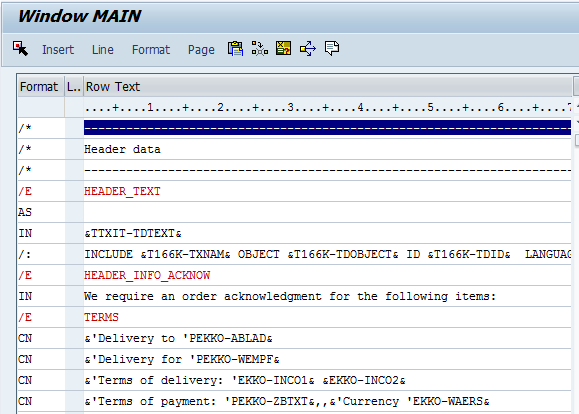 Window MAIN
Insert Line Format Page
Format L.. Row Text
....+....1....+....2....+....3....+....4....+....5....+....6....+....7
/* --------------------------------------------------------------------
/* Header data
/* --------------------------------------------------------------------
/E HEADER_TEXT
AS
IN &TTXIT-TDTEXT&
/: INCLUDE &T166K-TXNAM& OBJECT &T166K-TDOBJECT& ID &T166K-TDID& LANGUAG
/E HEADER_INFO_ACKNOW
IN We require an order acknowledgment for the following items:
/E TERMS
CN &'Delivery to 'PEKKO-ABLAD&
CN &'Delivery for 'PEKKO-WEMPF&
CN &'Terms of delivery: 'EKKO-INCO1& &EKKO-INCO2&
CN &'Terms of payment: 'PEKKO-ZBTXT&,,&'Currency 'EKKO-WAERS&